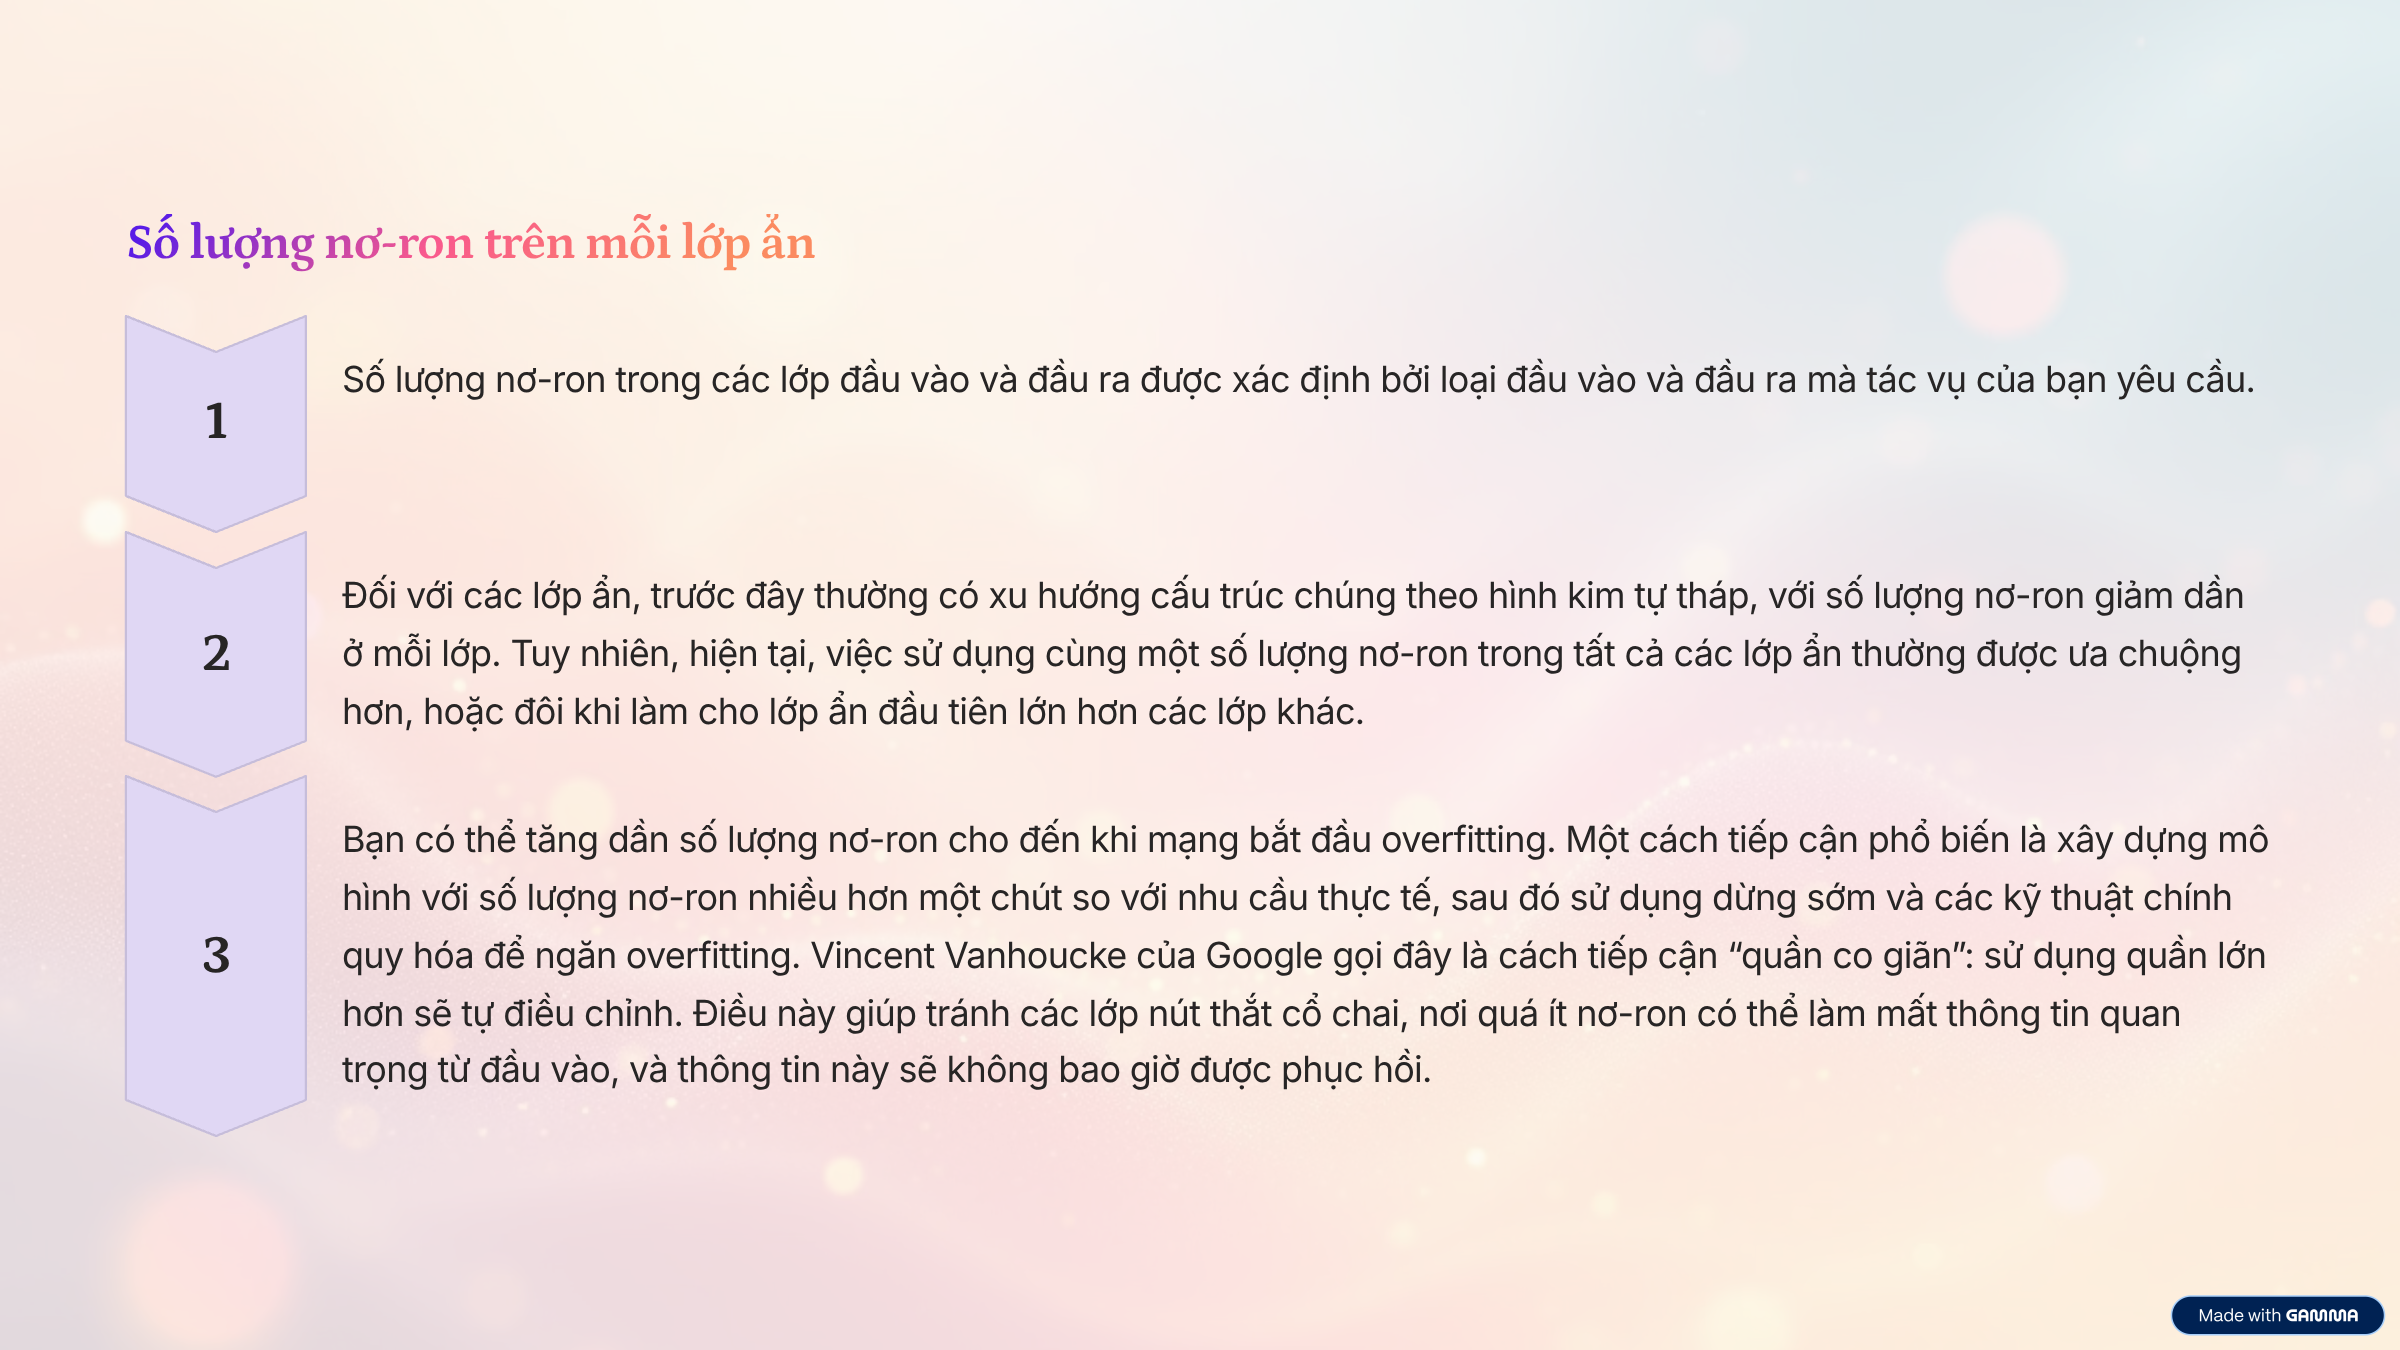 Số lượng nơ-ron trên mỗi lớp ẩn
1
Số lượng nơ-ron trong các lớp đầu vào và đầu ra được xác định bởi loại đầu vào và đầu ra mà tác vụ của bạn yêu cầu.
2
Đối với các lớp ẩn, trước đây thường có xu hướng cấu trúc chúng theo hình kim tự tháp, với số lượng nơ-ron giảm dần
ở mỗi lớp. Tuy nhiên, hiện tại, việc sử dụng cùng một số lượng nơ-ron trong tất cả các lớp ẩn thường được ưa chuộng
hơn, hoặc đôi khi làm cho lớp ẩn đầu tiên lớn hơn các lớp khác.
3
Bạn có thể tăng dần số lượng nơ-ron cho đến khi mạng bắt đầu overfitting. Một cách tiếp cận phổ biến là xây dựng mô
hình với số lượng nơ-ron nhiều hơn một chút so với nhu cầu thực tế, sau đó sử dụng dừng sớm và các kỹ thuật chính
quy hóa để ngăn overfitting. Vincent Vanhoucke của Google gọi đây là cách tiếp cận “quần co giãn”: sử dụng quần lớn
hơn sẽ tự điều chỉnh. Điều này giúp tránh các lớp nút thắt cổ chai, nơi quá ít nơ-ron có thể làm mất thông tin quan
trọng từ đầu vào, và thông tin này sẽ không bao giờ được phục hồi.
Made with GAMMA